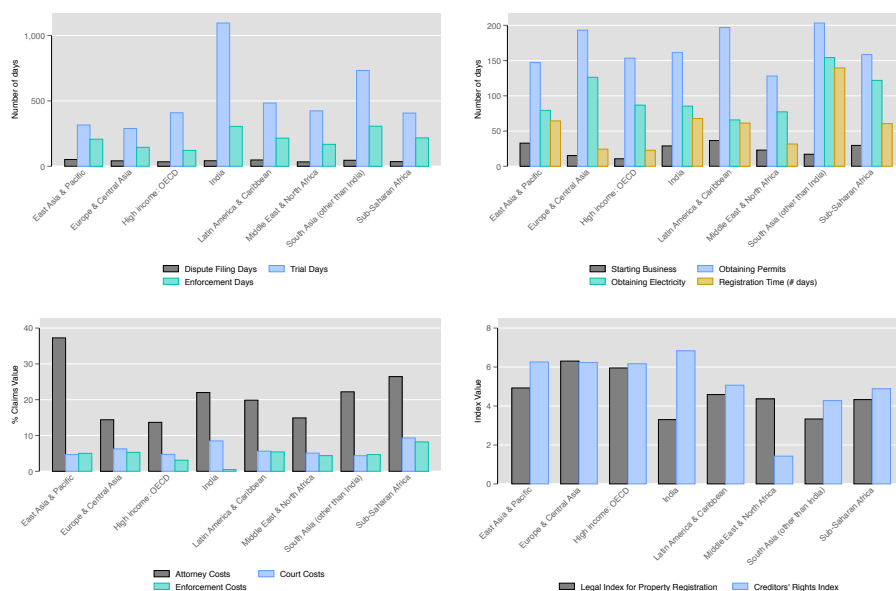 Number of days
1,000
500
0
East Asia & Pacific
Europe & Central Asia
High income: OECD
India
Latin America & Caribbean
Middle East & North Africa
South Asia (other than India)
Sub-Saharan Africa
Dispute Filing Days
Trial Days
Enforcement Days
Number of days
200
150
100
50
0
East Asia & Pacific
Europe & Central Asia
High income: OECD
India
Latin America & Caribbean
Middle East & North Africa
South Asia (other than India)
Sub-Saharan Africa
Starting Business
Obtaining Permits
Obtaining Electricity
Registration Time (# days)
% Claims Value
40
30
20
10
0
East Asia & Pacific
Europe & Central Asia
High income: OECD
India
Latin America & Caribbean
Middle East & North Africa
South Asia (other than India)
Sub-Saharan Africa
Attorney Costs
Court Costs
Enforcement Costs
Index Value
8
6
4
2
0
East Asia & Pacific
Europe & Central Asia
High income: OECD
India
Latin America & Caribbean
Middle East & North Africa
South Asia (other than India)
Sub-Saharan Africa
Legal Index for Property Registration
Creditors' Rights Index